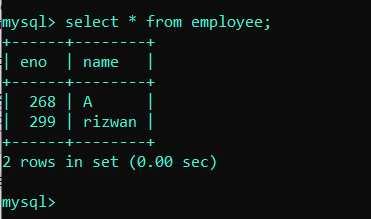 mysql> select * from employee;
+------+--------+
| eno  | name   |
+------+--------+
|  268 | A      |
|  299 | rizwan |
+------+--------+
2 rows in set (0.00 sec)
mysql>